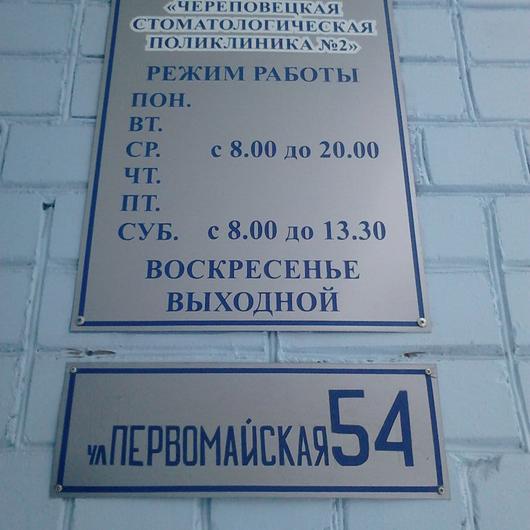 «ЧЕРЕПОВЕЦКАЯ
СТОМАТОЛОГИЧЕСКАЯ
ПОЛИКЛИНИКА №2»
РЕЖИМ РАБОТЫ
ПОН.
ВТ.
СР. с 8.00 до 20.00
ЧТ.
ПТ.
СУБ. с 8.00 до 13.30
ВОСКРЕСЕНЬЕ
ВЫХОДНОЙ
ул ПЕРВОМАЙСКАЯ 54